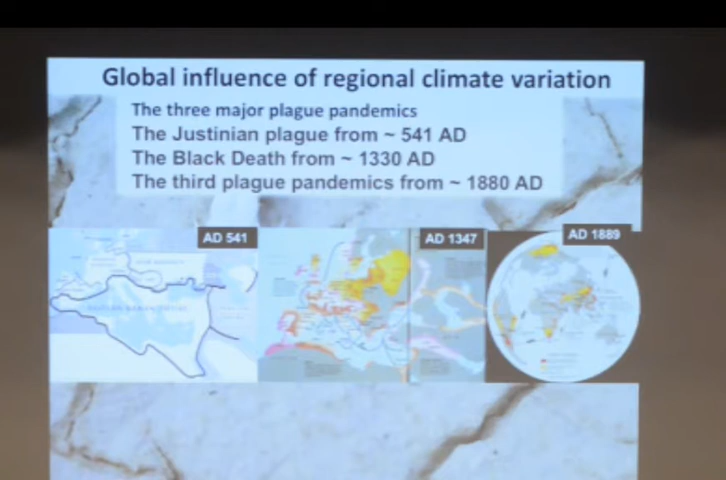 Global influence of regional climate variation
The three major plague pandemics
The Justinian plague from ~ 541 AD
The Black Death from ~ 1330 AD
The third plague pandemics from ~ 1880 AD
AD 541
AD 1347
AD 1889